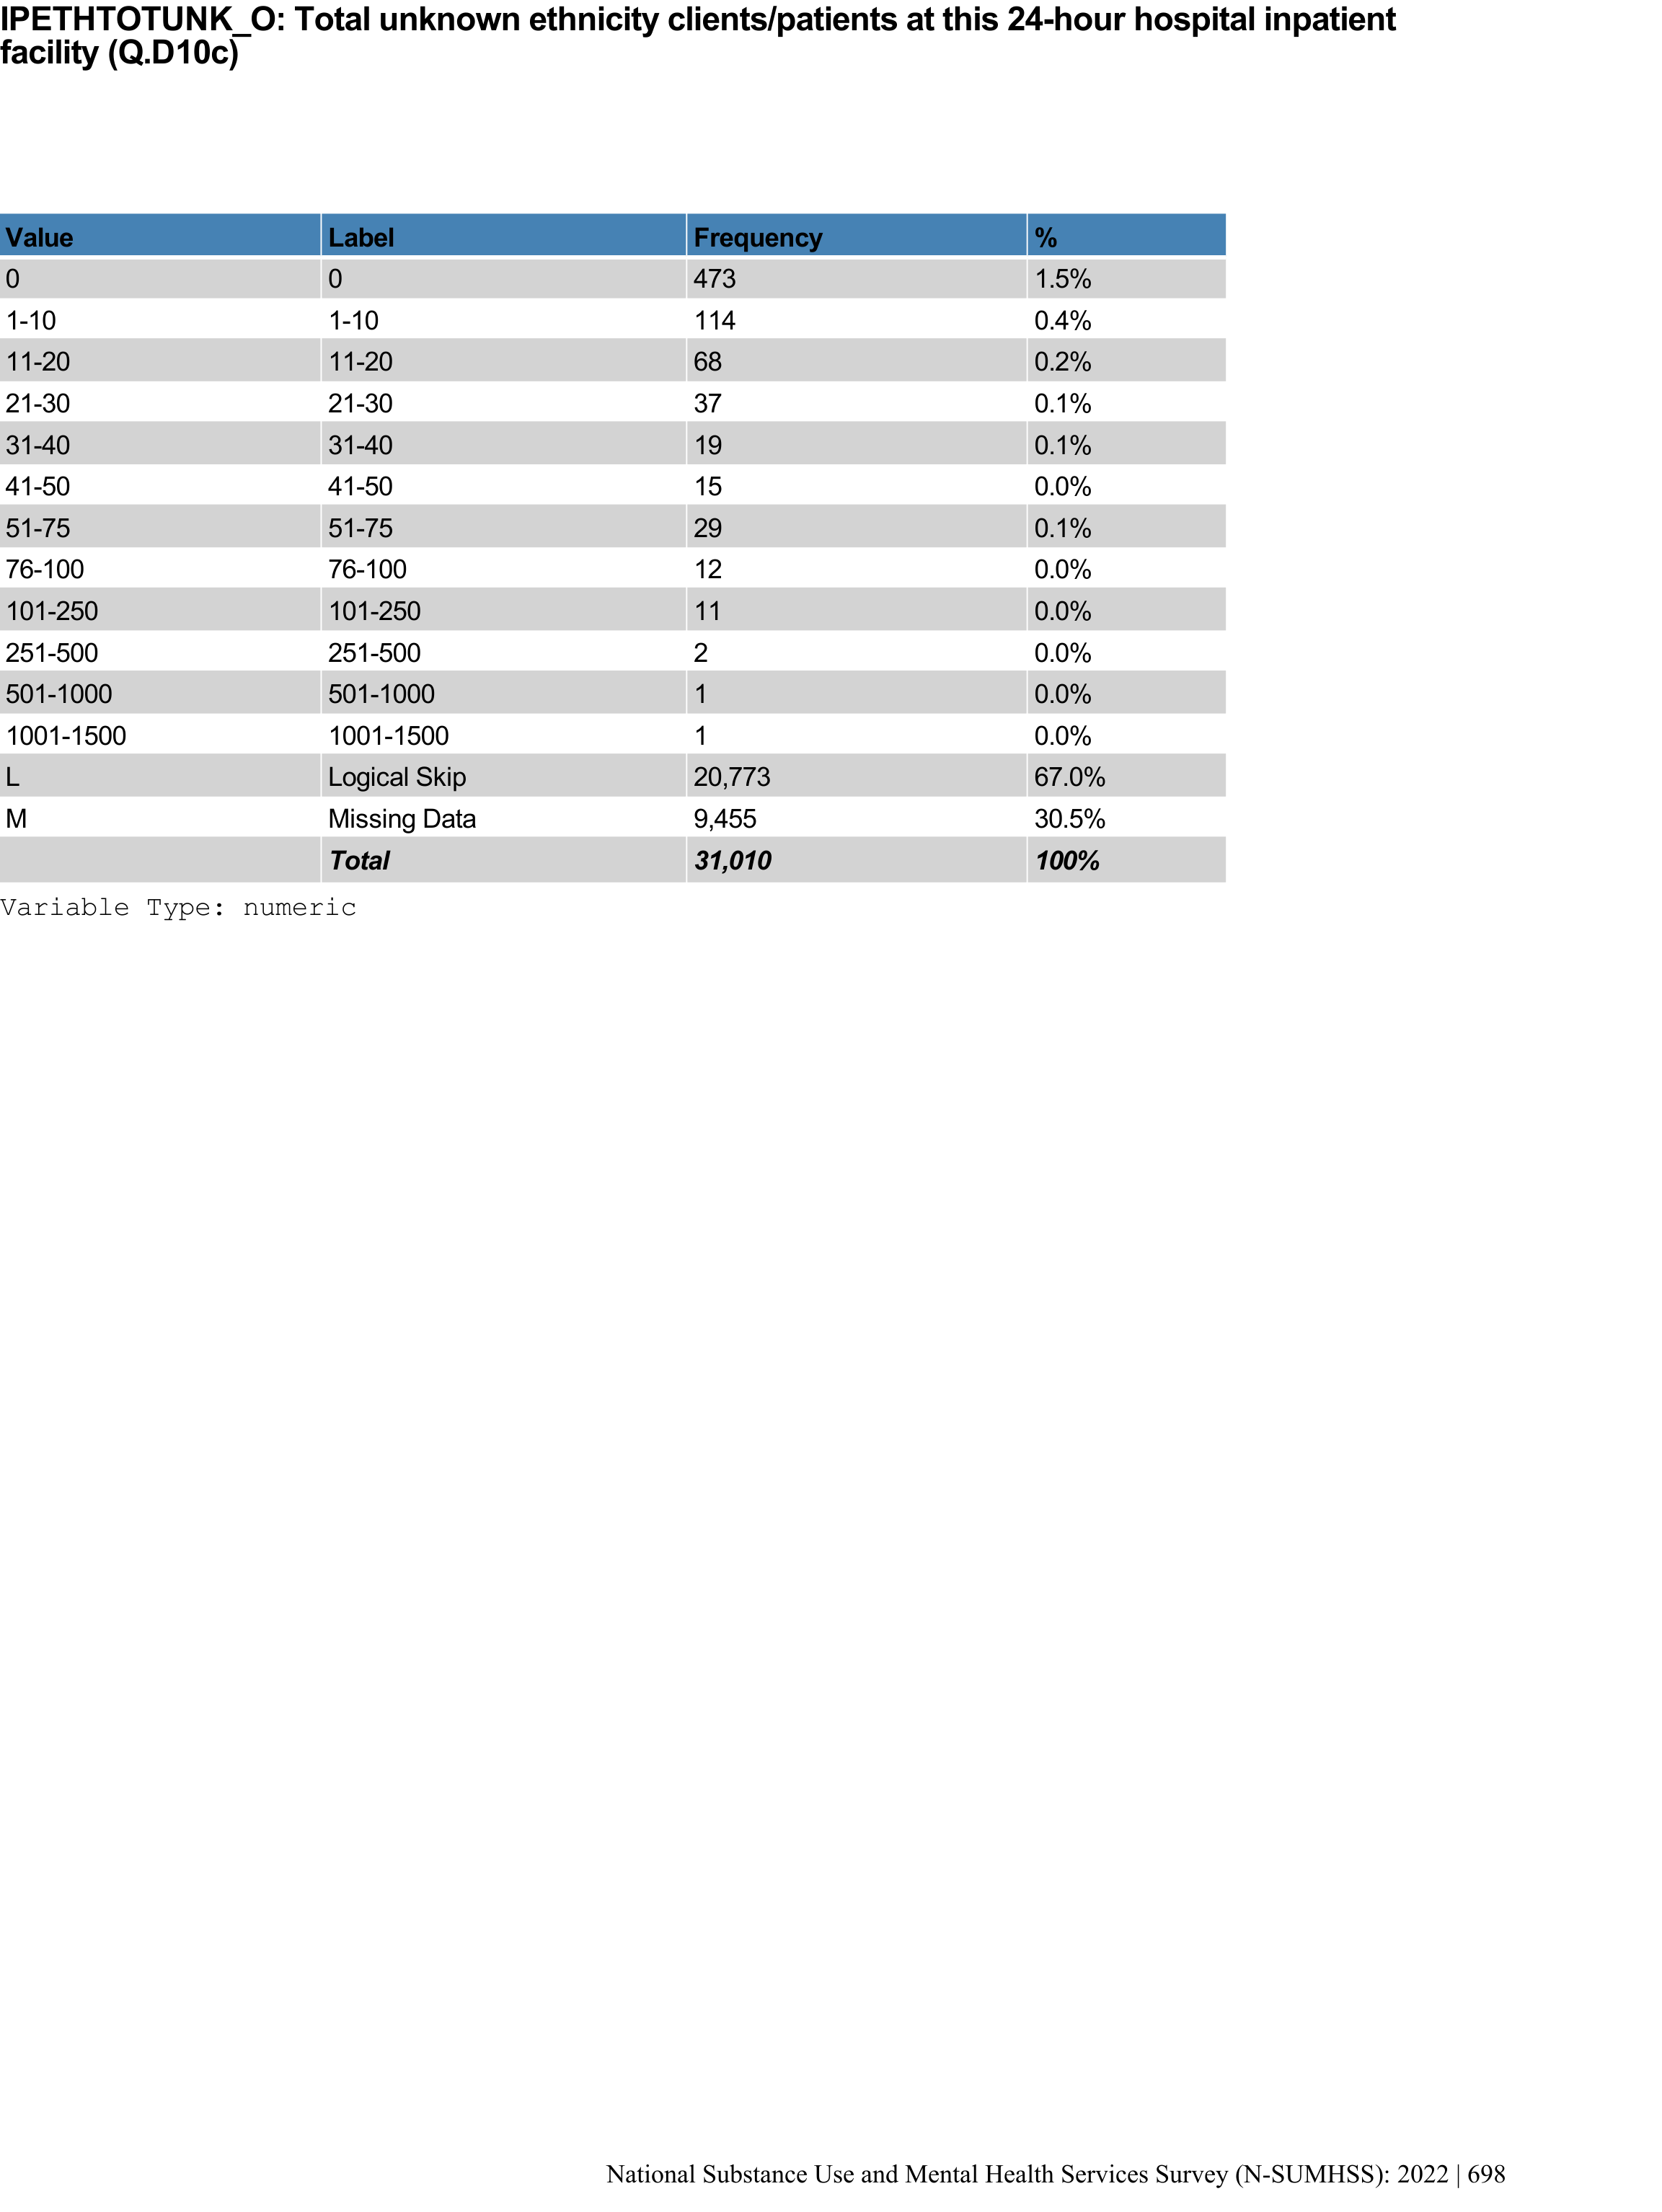 IPETHTOTUNK_O: Total unknown ethnicity clients/patients at this 24-hour hospital inpatient
facility (Q.D10c)
Value Label Frequency %
0 0 473 1.5%
1-10 1-10 114 0.4%
11-20 11-20 68 0.2%
21-30 21-30 37 0.1%
31-40 31-40 19 0.1%
41-50 41-50 15 0.0%
51-75 51-75 29 0.1%
76-100 76-100 12 0.0%
101-250 101-250 11 0.0%
251-500 251-500 2 0.0%
501-1000 501-1000 1 0.0%
1001-1500 1001-1500 1 0.0%
L Logical Skip 20,773 67.0%
M Missing Data 9,455 30.5%
Total 31,010 100%
Variable Type: numeric
National Substance Use and Mental Health Services Survey (N-SUMHSS): 2022 | 698